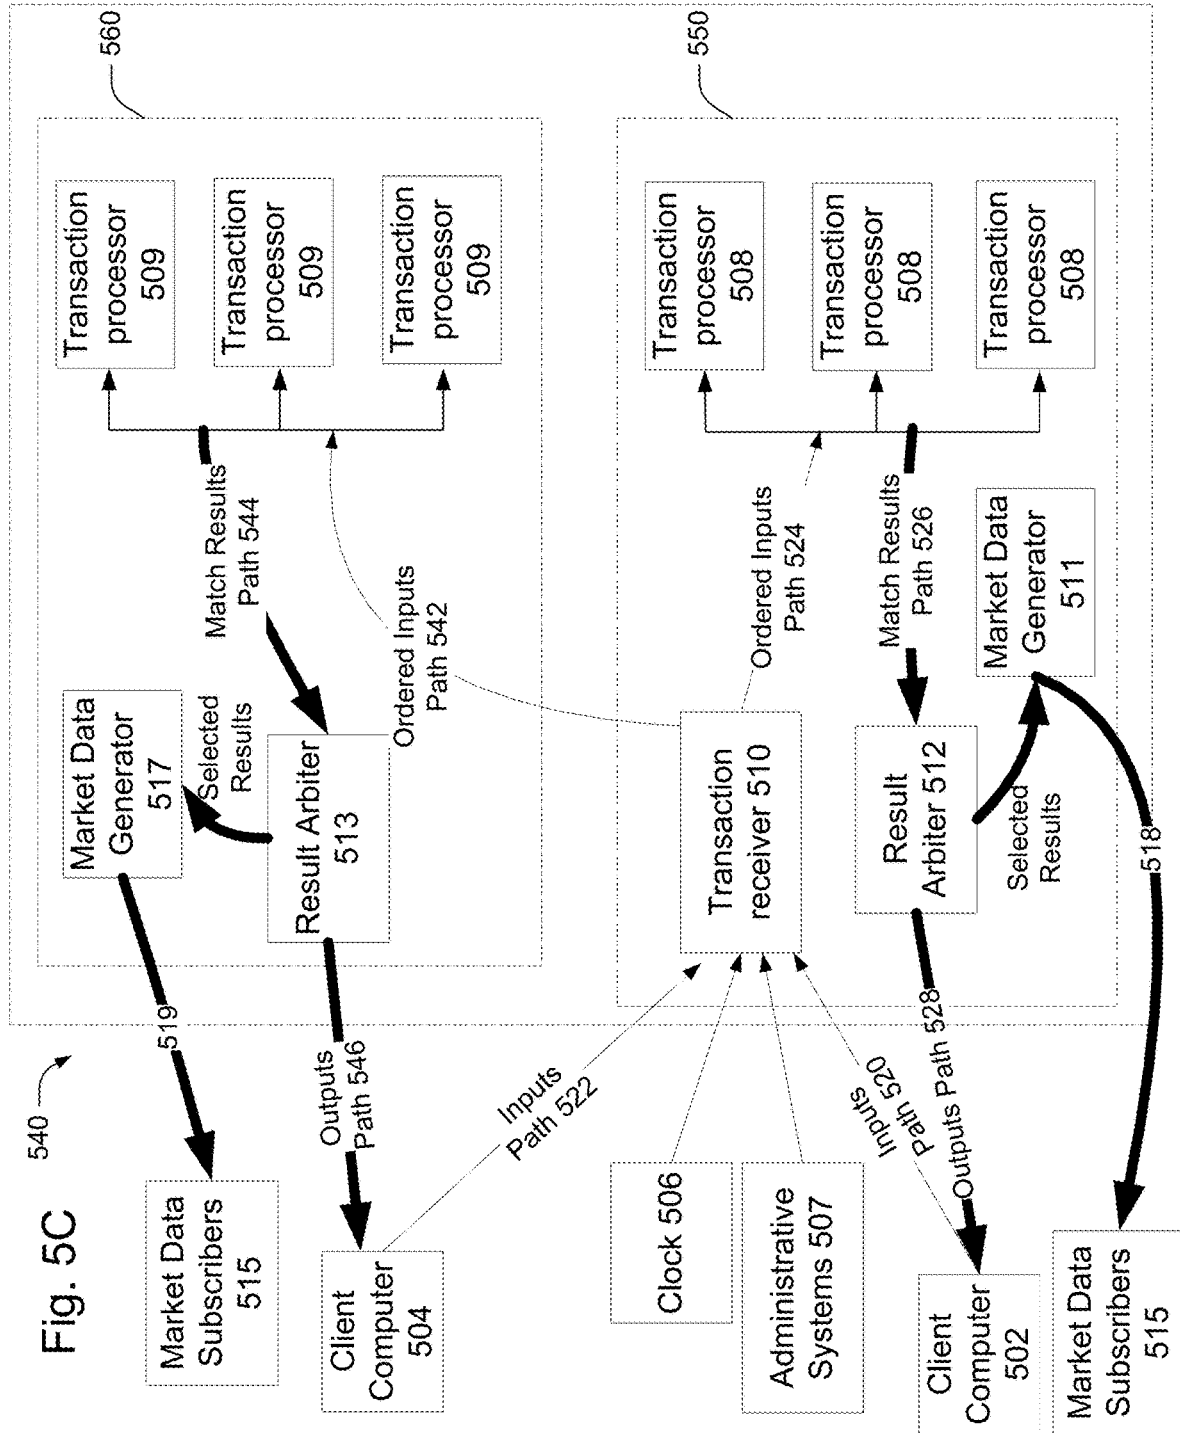 Fig. 5C
540
Market Data
Subscribers
515
519
Market Data
Generator
517
Selected
Results
Result Arbiter
513
Client
Computer
504
Outputs
Path 546
Match Results
Path 544
Ordered Inputs
Path 542
Transaction
processor
509
Transaction
processor
509
Transaction
processor
509
560
Inputs
Path 522
Clock 506
Administrative
Systems 507
Inputs
Path 520
Transaction
receiver 510
Ordered Inputs
Path 524
Client
Computer
502
Outputs Path 528
Result
Arbiter 512
Selected
Results
Match Results
Path 526
Market Data
Generator
511
Transaction
processor
508
Transaction
processor
508
Transaction
processor
508
550
Market Data
Subscribers
515
518